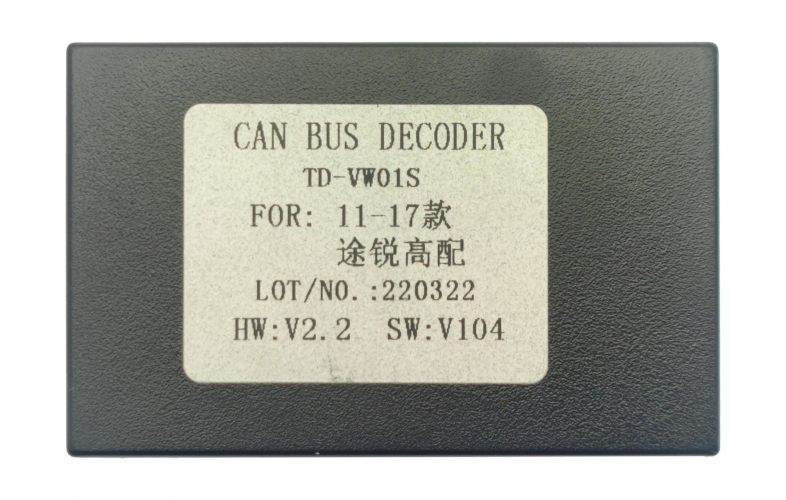 CAN BUS DECODER
TD-VW01S
FOR: 11-17款
途锐高配
LOT/NO.:220322
HW:V2.2 SW:V104